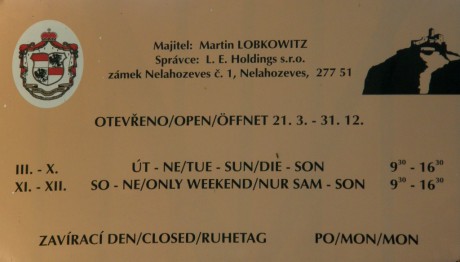 Majitel: Martin LOBKOWITZ
Správce: L. E. Holdings s.r.o.
zámek Nelahozeves č. 1, Nelahozeves, 277 51
OTEVŘENO/OPEN/ÖFFNET 21. 3. - 31. 12.
III. - X. ÚT - NE/TUE - SUN/DIE - SON 9³⁰ - 16³⁰
XI. - XII. SO - NE/ONLY WEEKEND/NUR SAM - SON 9³⁰ - 16³⁰
ZAVÍRACÍ DEN/CLOSED/RUHETAG PO/MON/MON